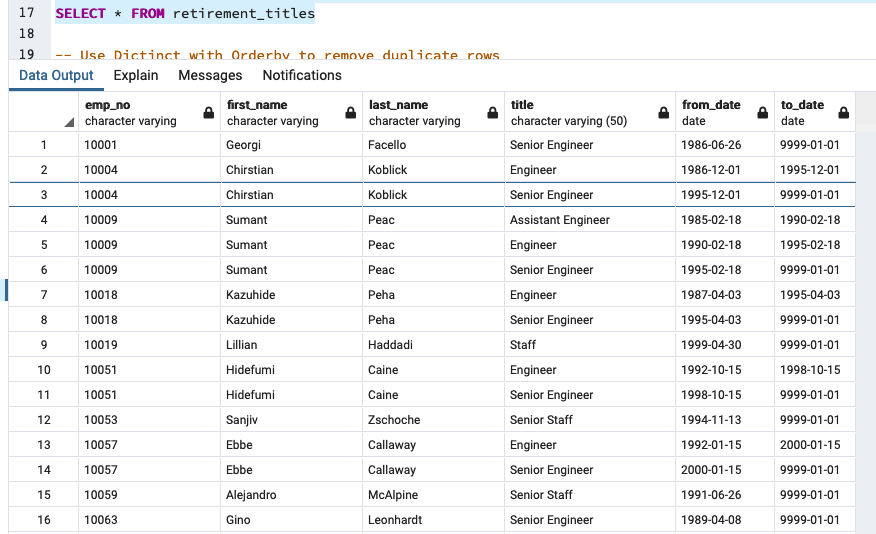 17 SELECT * FROM retirement_titles
18
19 -- Use Dictinct with Orderby to remove duplicate rows
Data Output Explain Messages Notifications
emp_no first_name last_name title from_date to_date
character varying character varying character varying character varying (50) date date
1 10001 Georgi Facello Senior Engineer 1986-06-26 9999-01-01
2 10004 Chirstian Koblick Engineer 1986-12-01 1995-12-01
3 10004 Chirstian Koblick Senior Engineer 1995-12-01 9999-01-01
4 10009 Sumant Peac Assistant Engineer 1985-02-18 1990-02-18
5 10009 Sumant Peac Engineer 1990-02-18 1995-02-18
6 10009 Sumant Peac Senior Engineer 1995-02-18 9999-01-01
7 10018 Kazuhide Peha Engineer 1987-04-03 1995-04-03
8 10018 Kazuhide Peha Senior Engineer 1995-04-03 9999-01-01
9 10019 Lillian Haddadi Staff 1999-04-30 9999-01-01
10 10051 Hidefumi Caine Engineer 1992-10-15 1998-10-15
11 10051 Hidefumi Caine Senior Engineer 1998-10-15 9999-01-01
12 10053 Sanjiv Zschoche Senior Staff 1994-11-13 9999-01-01
13 10057 Ebbe Callaway Engineer 1992-01-15 2000-01-15
14 10057 Ebbe Callaway Senior Engineer 2000-01-15 9999-01-01
15 10059 Alejandro McAlpine Senior Staff 1991-06-26 9999-01-01
16 10063 Gino Leonhardt Senior Engineer 1989-04-08 9999-01-01